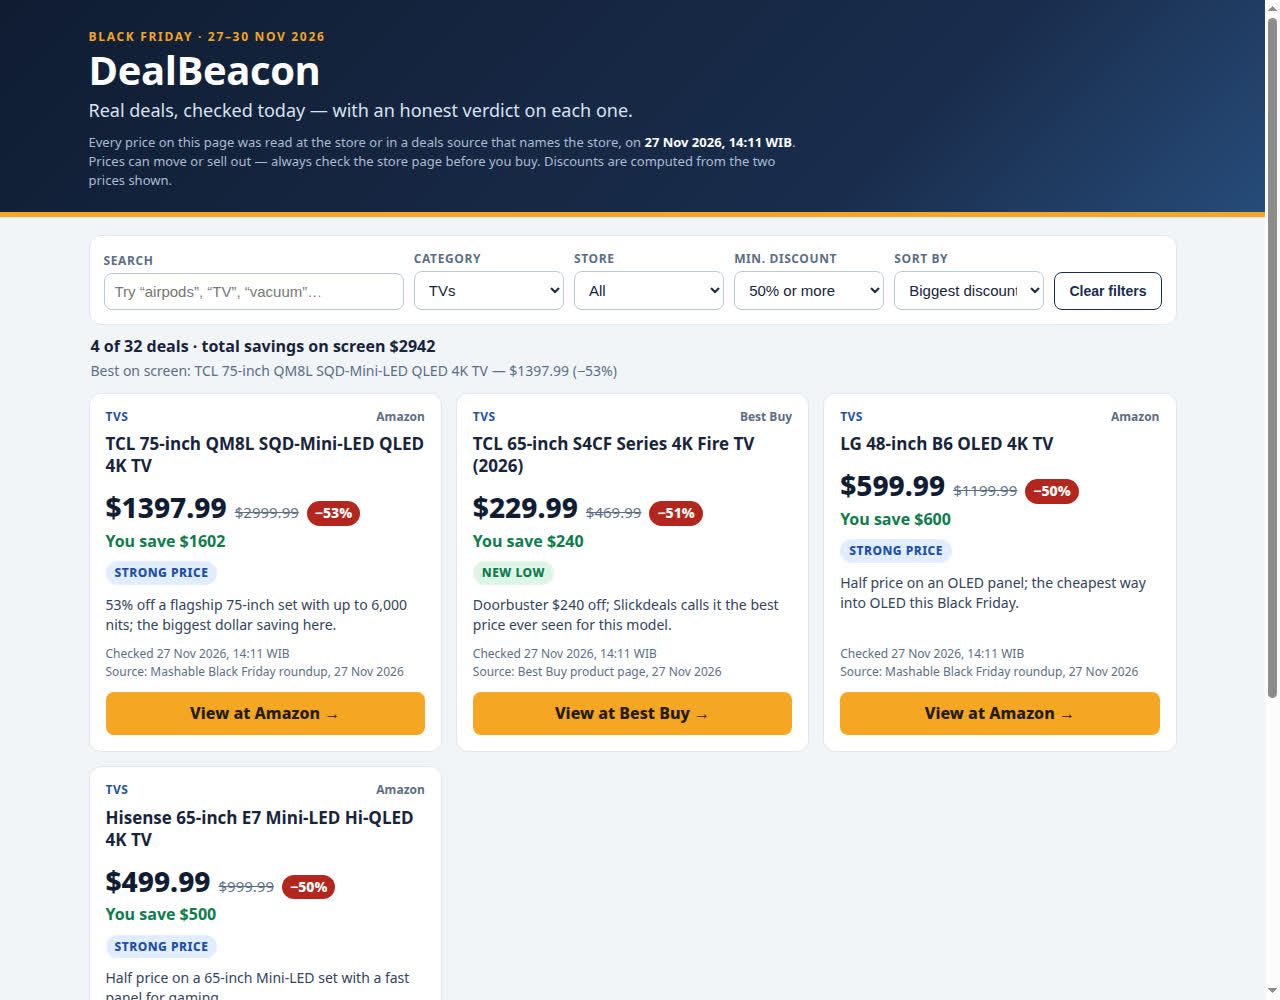 BLACK FRIDAY · 27–30 NOV 2026
DealBeacon
Real deals, checked today — with an honest verdict on each one.
Every price on this page was read at the store or in a deals source that names the store, on 27 Nov 2026, 14:11 WIB.
Prices can move or sell out — always check the store page before you buy. Discounts are computed from the two
prices shown.
SEARCH
Try “airpods”, “TV”, “vacuum”…
CATEGORY
TVs
STORE
All
MIN. DISCOUNT
50% or more
SORT BY
Biggest discount
Clear filters
4 of 32 deals · total savings on screen $2942
Best on screen: TCL 75-inch QM8L SQD-Mini-LED QLED 4K TV — $1397.99 (−53%)
TVS
Amazon
TCL 75-inch QM8L SQD-Mini-LED QLED
4K TV
$1397.99 $2999.99 −53%
You save $1602
STRONG PRICE
53% off a flagship 75-inch set with up to 6,000
nits; the biggest dollar saving here.
Checked 27 Nov 2026, 14:11 WIB
Source: Mashable Black Friday roundup, 27 Nov 2026
View at Amazon →
TVS
Best Buy
TCL 65-inch S4CF Series 4K Fire TV
(2026)
$229.99 $469.99 −51%
You save $240
NEW LOW
Doorbuster $240 off; Slickdeals calls it the best
price ever seen for this model.
Checked 27 Nov 2026, 14:11 WIB
Source: Best Buy product page, 27 Nov 2026
View at Best Buy →
TVS
Amazon
LG 48-inch B6 OLED 4K TV
$599.99 $1199.99 −50%
You save $600
STRONG PRICE
Half price on an OLED panel; the cheapest way
into OLED this Black Friday.
Checked 27 Nov 2026, 14:11 WIB
Source: Mashable Black Friday roundup, 27 Nov 2026
View at Amazon →
TVS
Amazon
Hisense 65-inch E7 Mini-LED Hi-QLED
4K TV
$499.99 $999.99 −50%
You save $500
STRONG PRICE
Half price on a 65-inch Mini-LED set with a fast
panel for gaming.